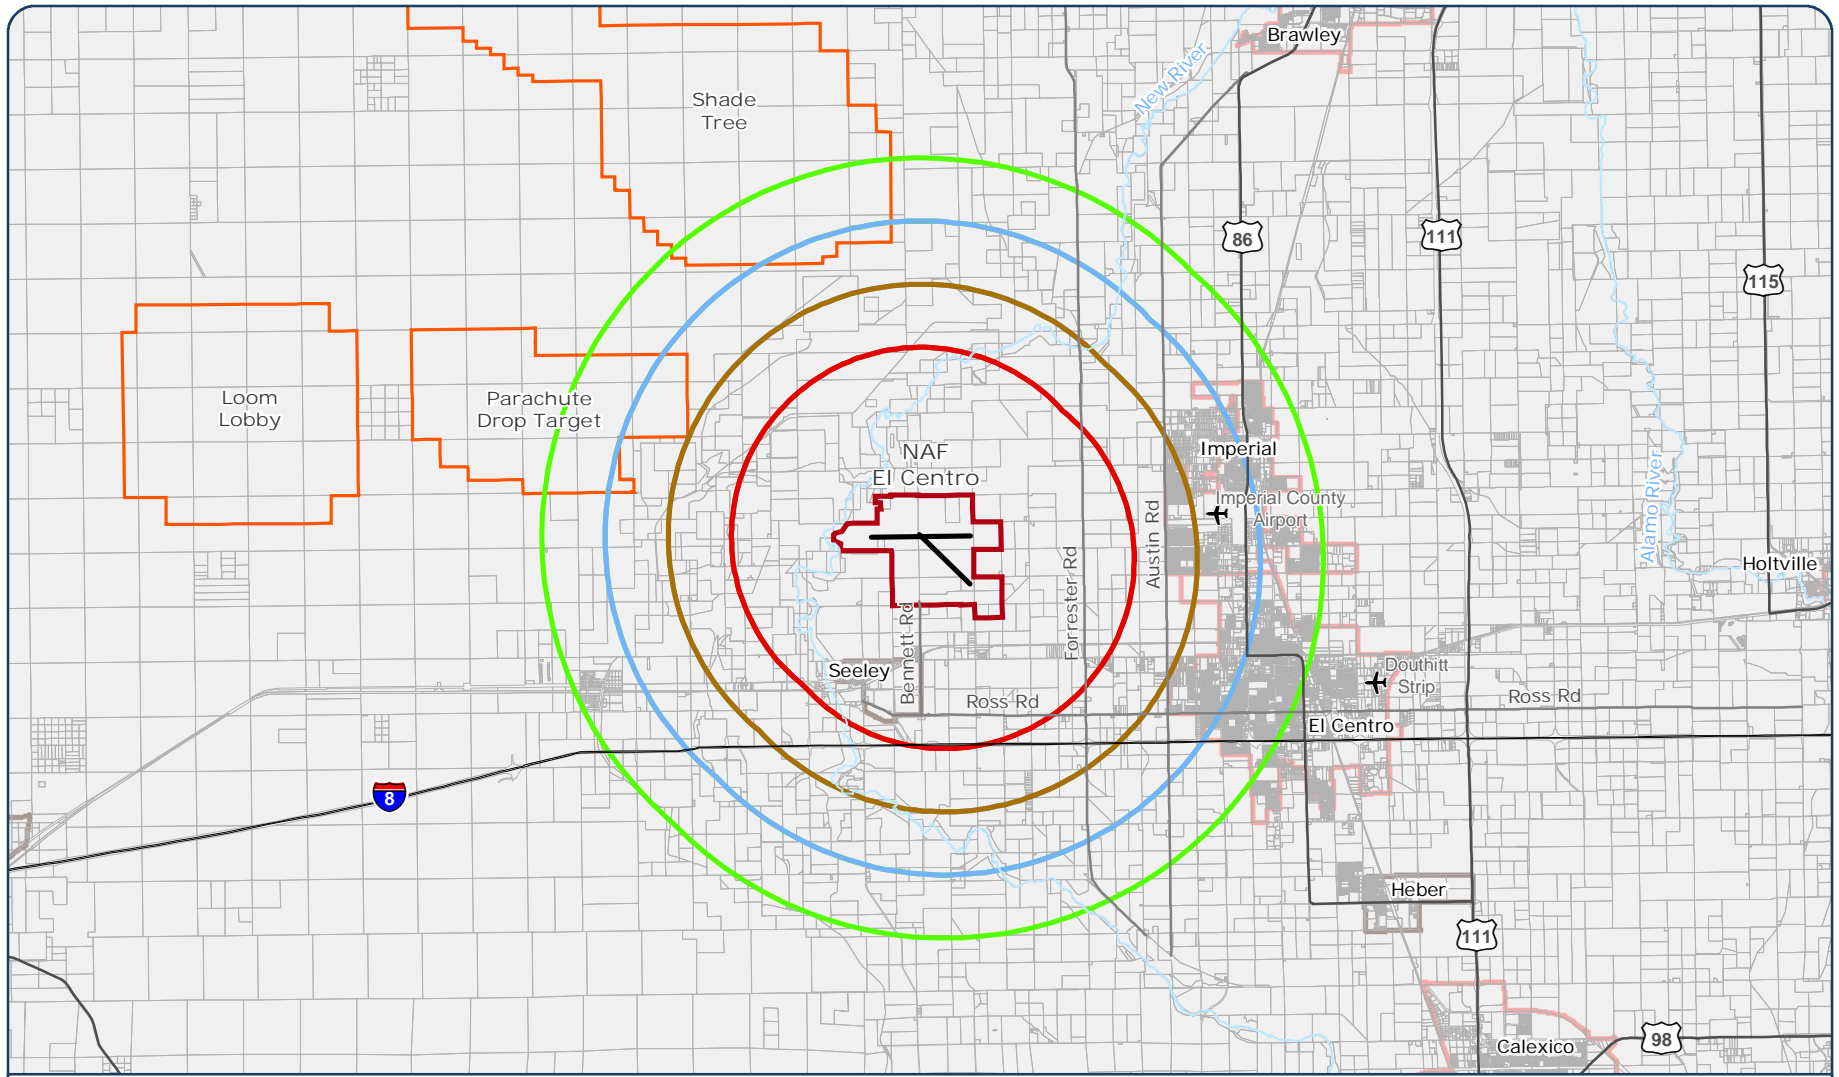 Brawley
New River
Shade
Tree
86
111
115
Loom
Lobby
Parachute
Drop Target
NAF
El Centro
Imperial
Imperial County
Airport
Austin Rd
Forrester Rd
Alamo River
Holtville
Bennett Rd
Seeley
Ross Rd
Douthitt
Strip
Ross Rd
El Centro
8
Heber
111
98
Calexico